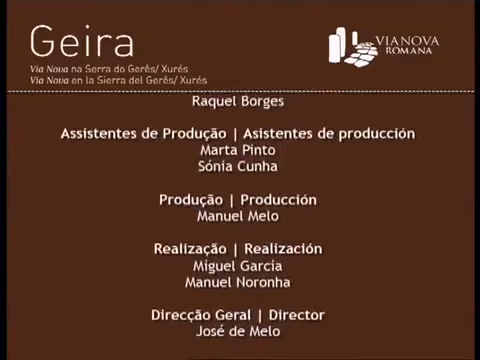 Geira
Via Nova na Serra do Gerês/ Xurés
Via Nova en la Sierra del Gerês/ Xurés
VIANOVA
ROMANA
Raquel Borges
Assistentes de Produção | Asistentes de producción
Marta Pinto
Sónia Cunha
Produção | Producción
Manuel Melo
Realização | Realización
Miguel Garcia
Manuel Noronha
Direcção Geral | Director
José de Melo